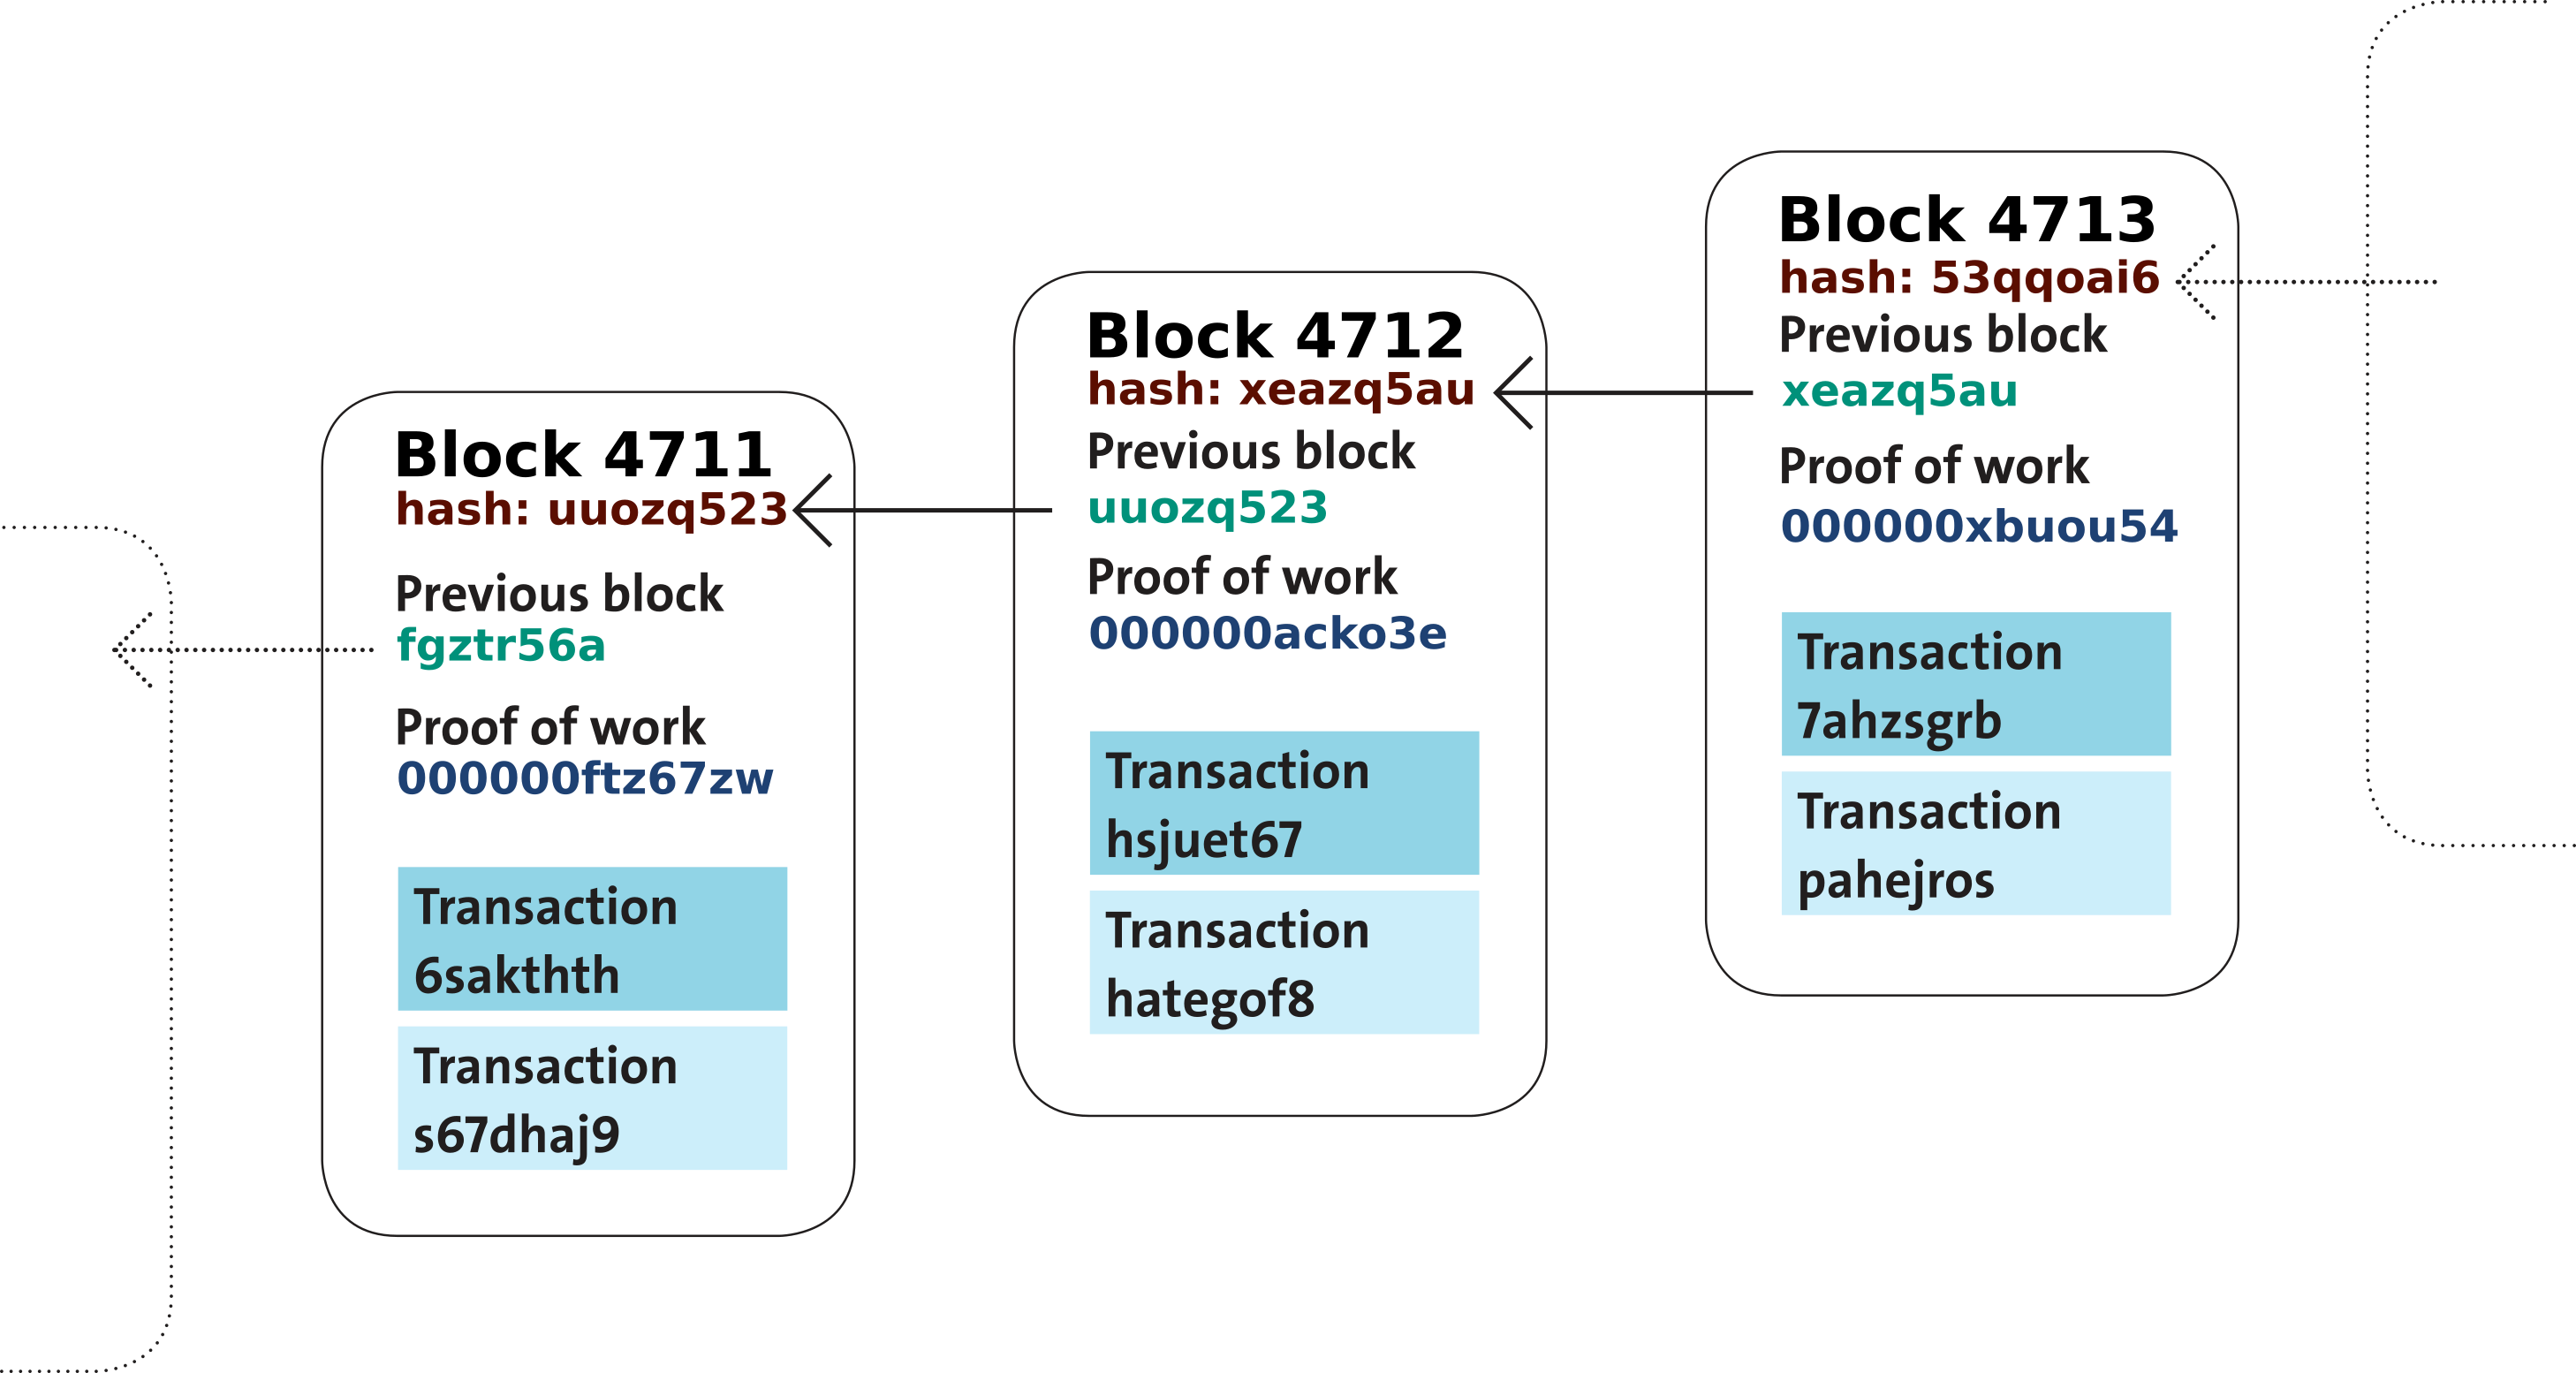 Block 4711
hash: uuozq523
Previous block
fgztr56a
Proof of work
000000ftz67zw
Transaction
6sakthth
Transaction
s67dhaj9
Block 4712
hash: xeazq5au
Previous block
uuozq523
Proof of work
000000acko3e
Transaction
hsjuet67
Transaction
hategof8
Block 4713
hash: 53qqoai6
Previous block
xeazq5au
Proof of work
000000xbuou54
Transaction
7ahzsgrb
Transaction
pahejros